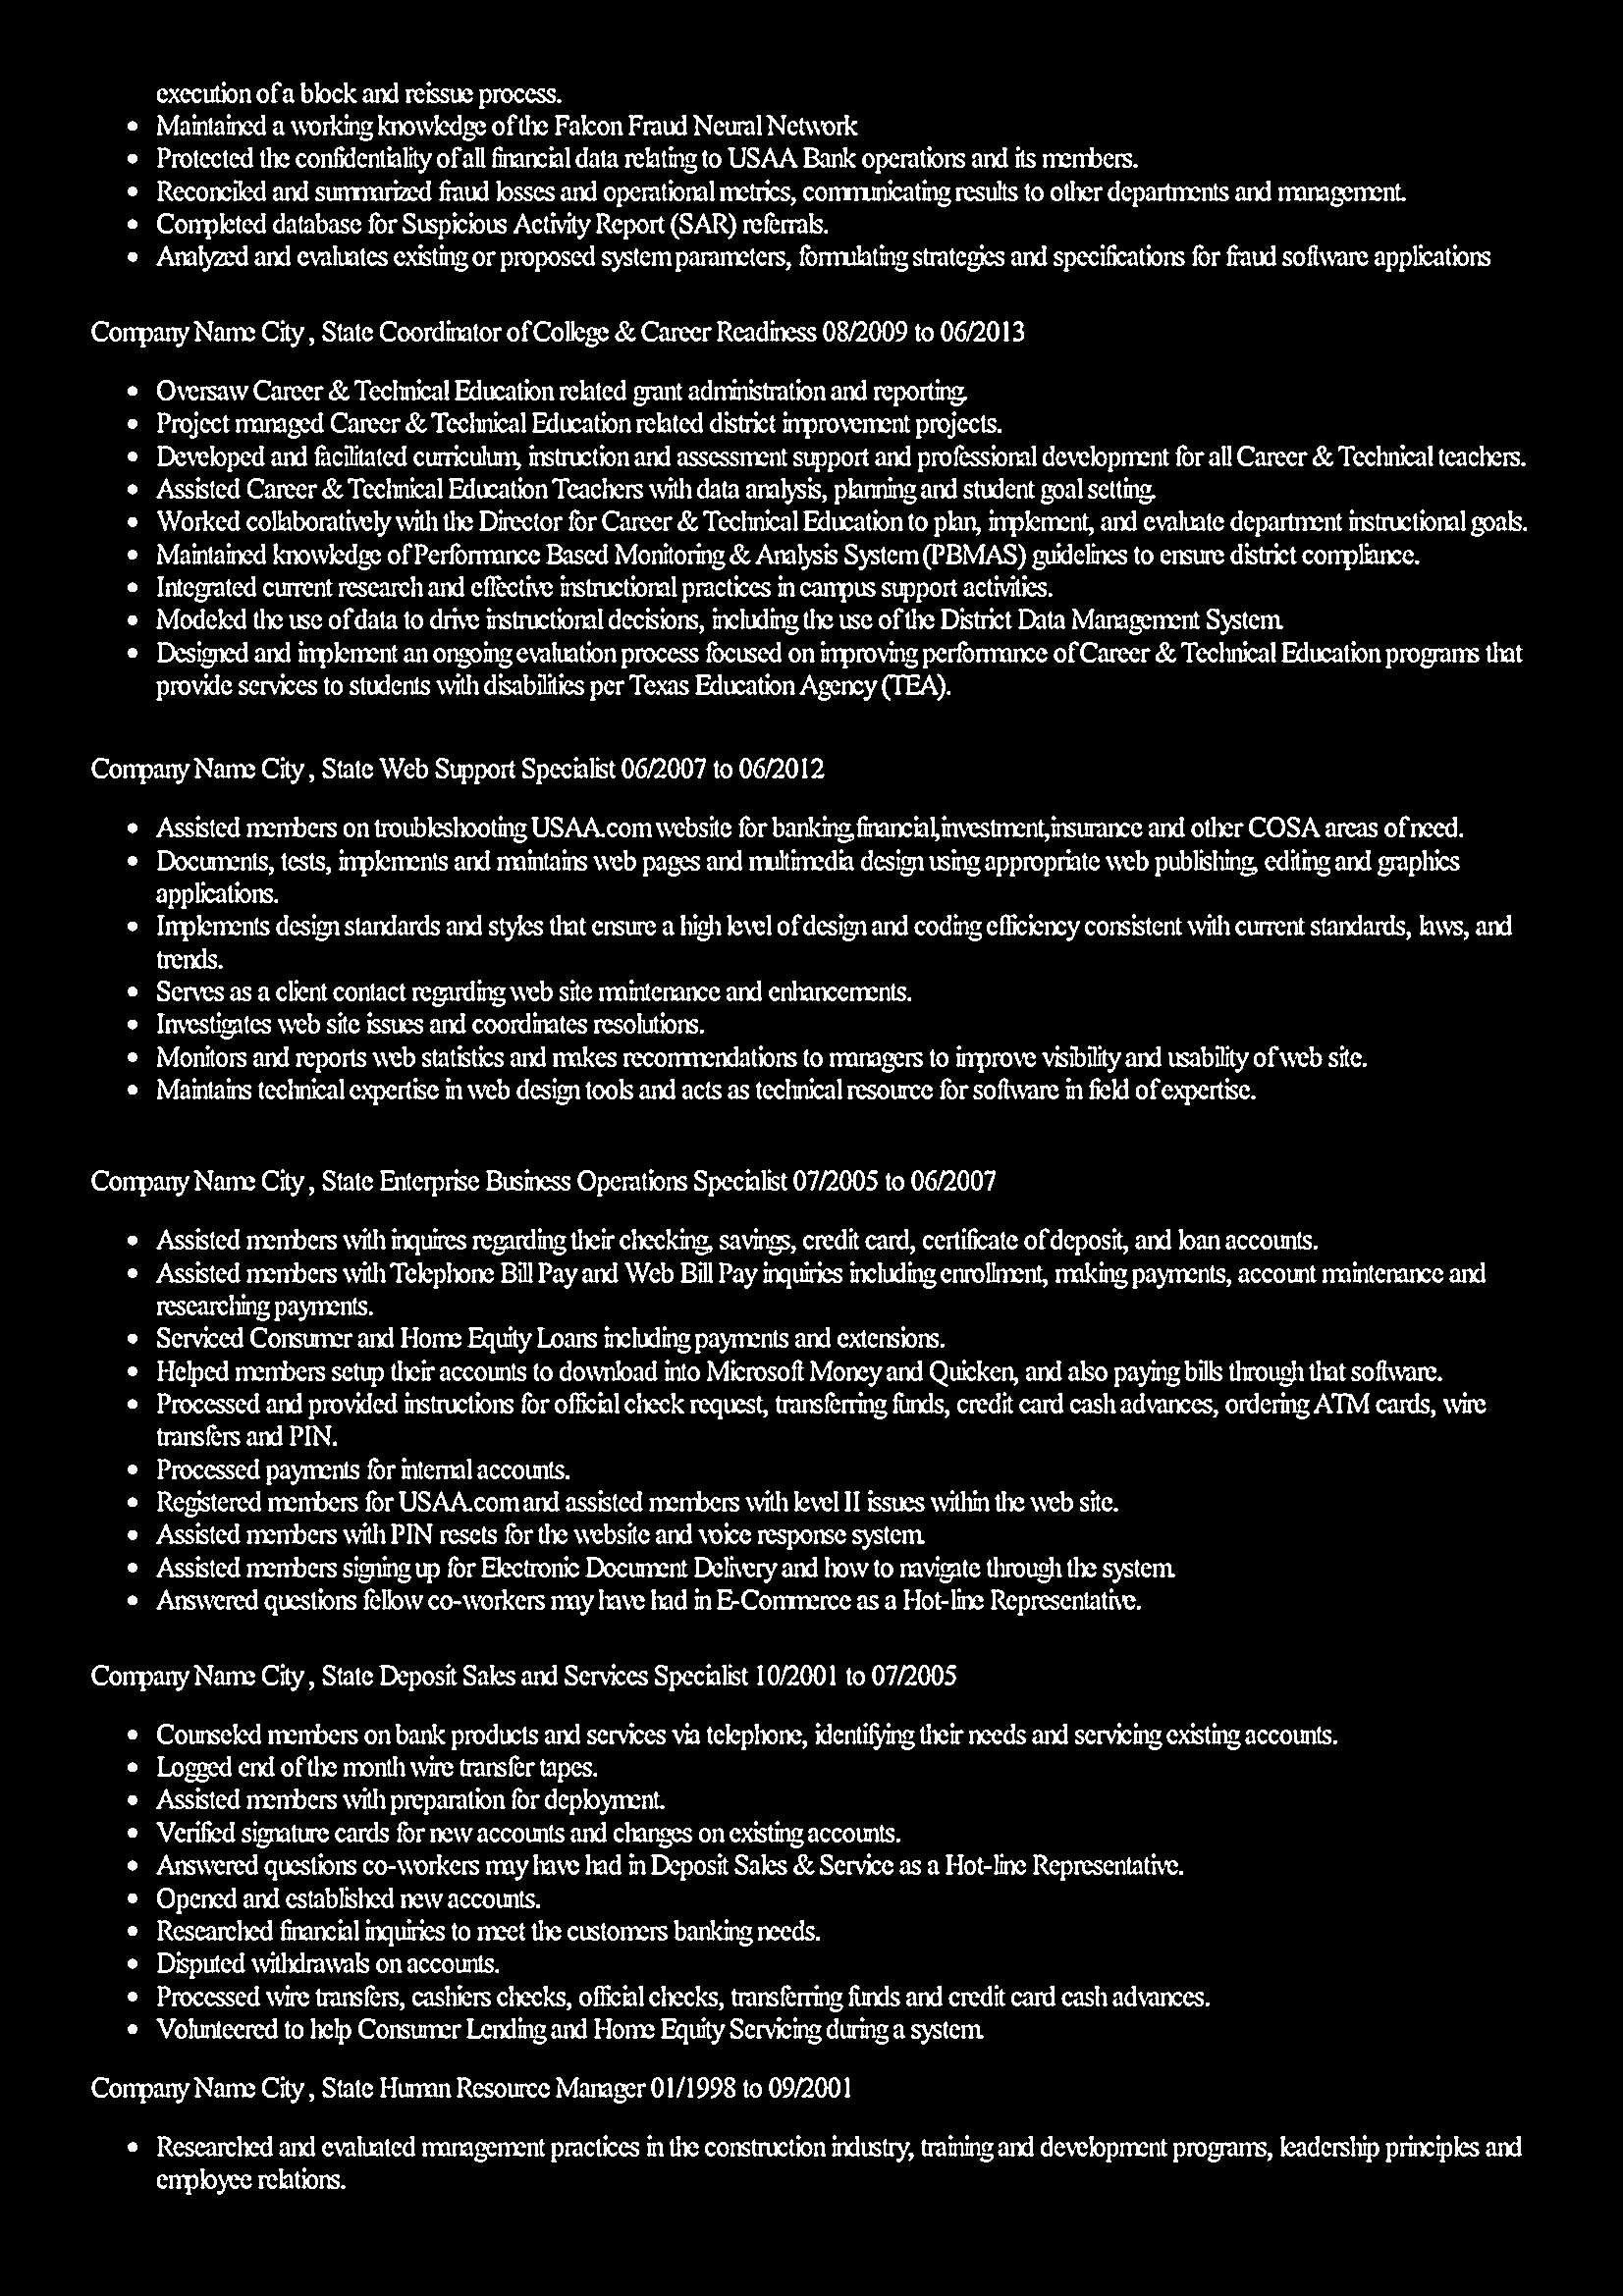 execution of a block and reissue process.
• Maintained a working knowledge of the Falcon Fraud Neural Network
• Protected the confidentiality of all financial data relating to USAA Bank operations and its members.
• Reconciled and summarized fraud losses and operational metrics, communicating results to other departments and management.
• Completed database for Suspicious Activity Report (SAR) referrals.
• Analyzed and evaluates existing or proposed system parameters, formulating strategies and specifications for fraud software applications
Company Name City , State Coordinator of College & Career Readiness 08/2009 to 06/2013
• Oversaw Career & Technical Education related grant administration and reporting.
• Project managed Career & Technical Education related district improvement projects.
• Developed and facilitated curriculum, instruction and assessment support and professional development for all Career & Technical teachers.
• Assisted Career & Technical Education Teachers with data analysis, planning and student goal setting.
• Worked collaboratively with the Director for Career & Technical Education to plan, implement, and evaluate department instructional goals.
• Maintained knowledge of Performance Based Monitoring & Analysis System (PBMAS) guidelines to ensure district compliance.
• Integrated current research and effective instructional practices in campus support activities.
• Modeled the use of data to drive instructional decisions, including the use of the District Data Management System.
• Designed and implement an ongoing evaluation process focused on improving performance of Career & Technical Education programs that
provide services to students with disabilities per Texas Education Agency (TEA).
Company Name City , State Web Support Specialist 06/2007 to 06/2012
• Assisted members on troubleshooting USAA.com website for banking,financial,investment,insurance and other COSA areas of need.
• Documents, tests, implements and maintains web pages and multimedia design using appropriate web publishing, editing and graphics
applications.
• Implements design standards and styles that ensure a high level of design and coding efficiency consistent with current standards, laws, and
trends.
• Serves as a client contact regarding web site maintenance and enhancements.
• Investigates web site issues and coordinates resolutions.
• Monitors and reports web statistics and makes recommendations to managers to improve visibility and usability of web site.
• Maintains technical expertise in web design tools and acts as technical resource for software in field of expertise.
Company Name City , State Enterprise Business Operations Specialist 07/2005 to 06/2007
• Assisted members with inquires regarding their checking, savings, credit card, certificate of deposit, and loan accounts.
• Assisted members with Telephone Bill Pay and Web Bill Pay inquiries including enrollment, making payments, account maintenance and
researching payments.
• Serviced Consumer and Home Equity Loans including payments and extensions.
• Helped members setup their accounts to download into Microsoft Money and Quicken, and also paying bills through that software.
• Processed and provided instructions for official check request, transferring funds, credit card cash advances, ordering ATM cards, wire
transfers and PIN.
• Processed payments for internal accounts.
• Registered members for USAA.com and assisted members with level II issues within the web site.
• Assisted members with PIN resets for the website and voice response system.
• Assisted members signing up for Electronic Document Delivery and how to navigate through the system.
• Answered questions fellow co-workers may have had in E-Commerce as a Hot-line Representative.
Company Name City , State Deposit Sales and Services Specialist 10/2001 to 07/2005
• Counseled members on bank products and services via telephone, identifying their needs and servicing existing accounts.
• Logged end of the month wire transfer tapes.
• Assisted members with preparation for deployment.
• Verified signature cards for new accounts and changes on existing accounts.
• Answered questions co-workers may have had in Deposit Sales & Service as a Hot-line Representative.
• Opened and established new accounts.
• Researched financial inquiries to meet the customers banking needs.
• Disputed withdrawals on accounts.
• Processed wire transfers, cashiers checks, official checks, transferring funds and credit card cash advances.
• Volunteered to help Consumer Lending and Home Equity Servicing during a system.
Company Name City , State Human Resource Manager 01/1998 to 09/2001
• Researched and evaluated management practices in the construction industry, training and development programs, leadership principles and
employee relations.